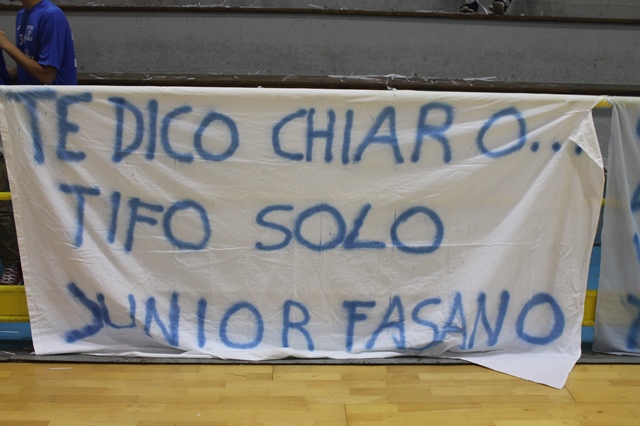 TE DICO CHIARO...
TIFO SOLO
JUNIOR FASANO